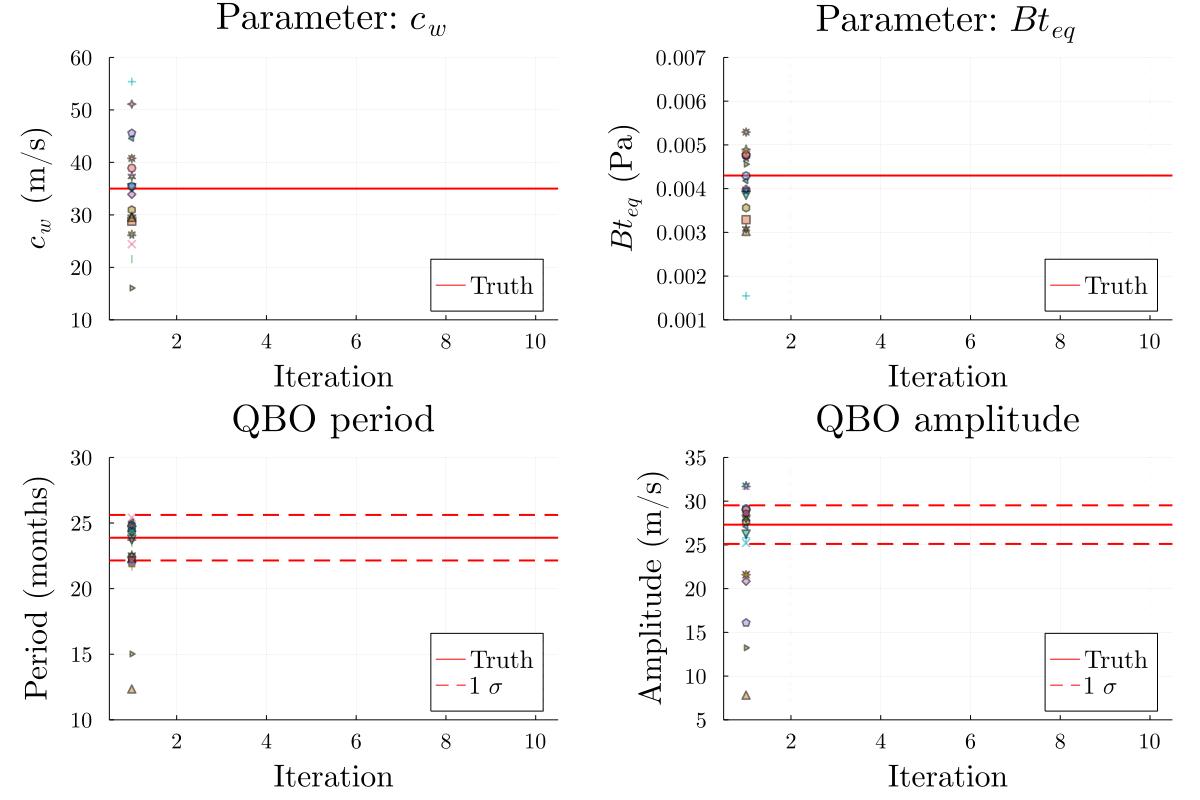 Parameter: c_w
60
50
40
30
20
10
c_w (m/s)
2 4 6 8 10
Iteration
Truth
Parameter: Bt_eq
0.007
0.006
0.005
0.004
0.003
0.002
0.001
Bt_eq (Pa)
2 4 6 8 10
Iteration
Truth
QBO period
30
25
20
15
10
Period (months)
2 4 6 8 10
Iteration
Truth
1 σ
QBO amplitude
35
30
25
20
15
10
5
Amplitude (m/s)
2 4 6 8 10
Iteration
Truth
1 σ